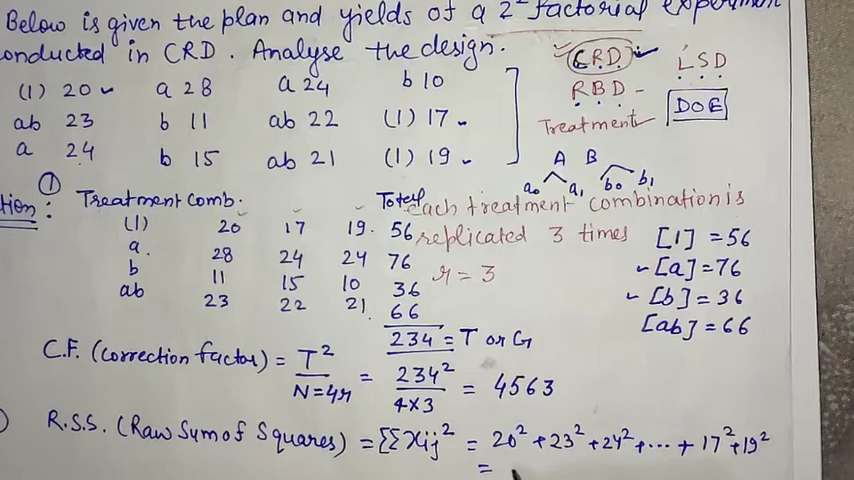 Below is given the plan and yields of a 2² factorial experiment
conducted in CRD. Analyse the design.
CRD LSD
RBD -
DOE
Treatment
(1) 20 a 28 a 24 b 10
ab 23 b 11 ab 22 (1) 17
a 24 b 15 ab 21 (1) 19
A B
a₀ a₁ b₀ b₁
①
tion: Treatment Comb. Total
(1) 20 17 19. 56
a. 28 24 24 76
b 11 15 10 36
ab 23 22 21. 66
234 = T or G
each treatment combination is
replicated 3 times
r = 3
[1] = 56
[a] = 76
[b] = 36
[ab] = 66
C.F. (correction factor) = T²/N=4r = 234²/4×3 = 4563
R.S.S. (Raw Sum of Squares) = ΣΣxij² = 20² + 23² + 24² + ... + 17² + 19²
=